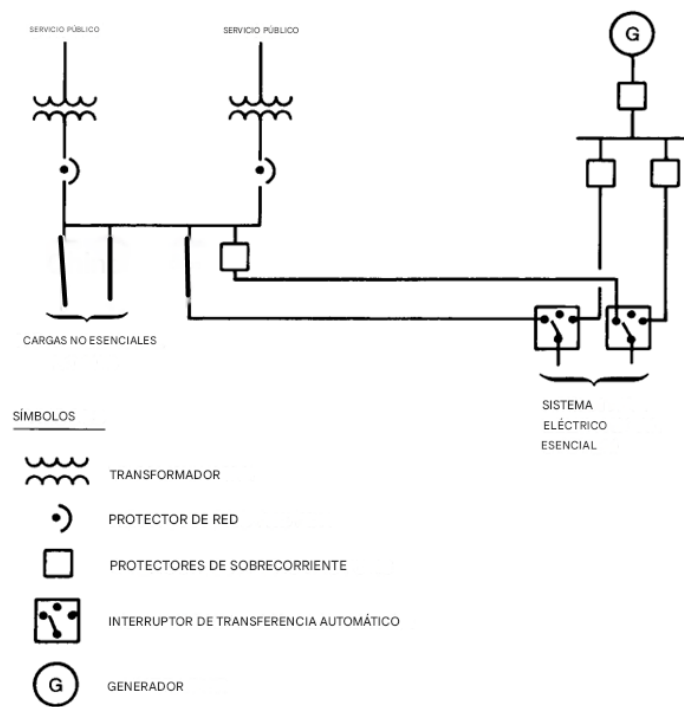 SERVICIO PÚBLICO
SERVICIO PÚBLICO
G
CARGAS NO ESENCIALES
SISTEMA
ELÉCTRICO
ESENCIAL
SÍMBOLOS
TRANSFORMADOR
PROTECTOR DE RED
PROTECTORES DE SOBRECORRIENTE
INTERRUPTOR DE TRANSFERENCIA AUTOMÁTICO
G
GENERADOR